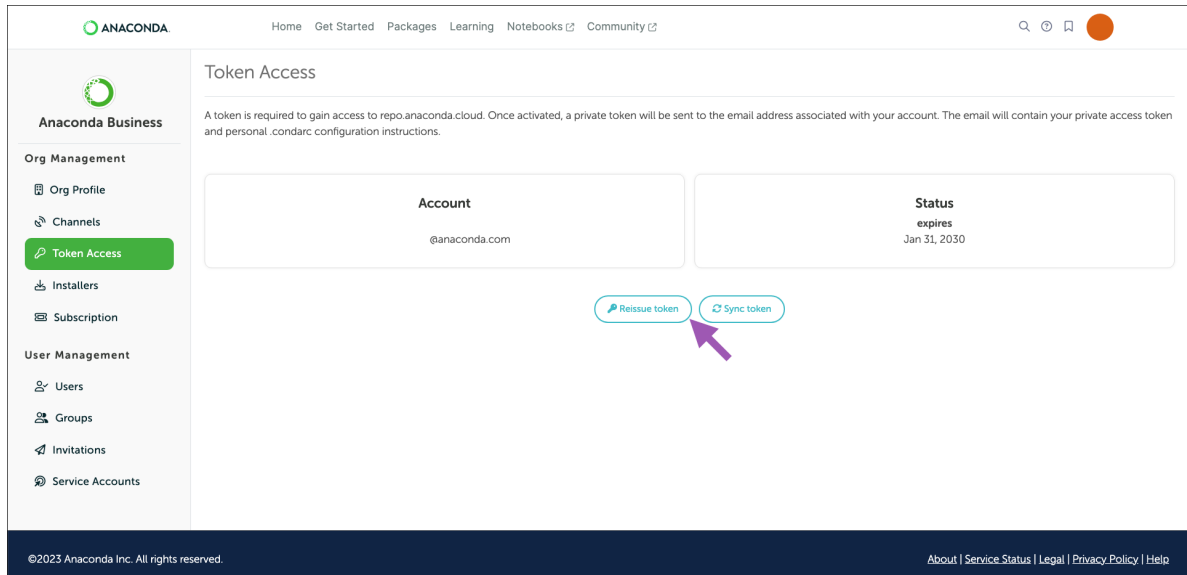 ANACONDA.
Home Get Started Packages Learning Notebooks Community
Anaconda Business
Org Management
Org Profile
Channels
Token Access
Installers
Subscription
User Management
Users
Groups
Invitations
Service Accounts
Token Access
A token is required to gain access to repo.anaconda.cloud. Once activated, a private token will be sent to the email address associated with your account. The email will contain your private access token
and personal .condarc configuration instructions.
Account
@anaconda.com
Status
expires
Jan 31, 2030
Reissue token
Sync token
©2023 Anaconda Inc. All rights reserved.
About | Service Status | Legal | Privacy Policy | Help